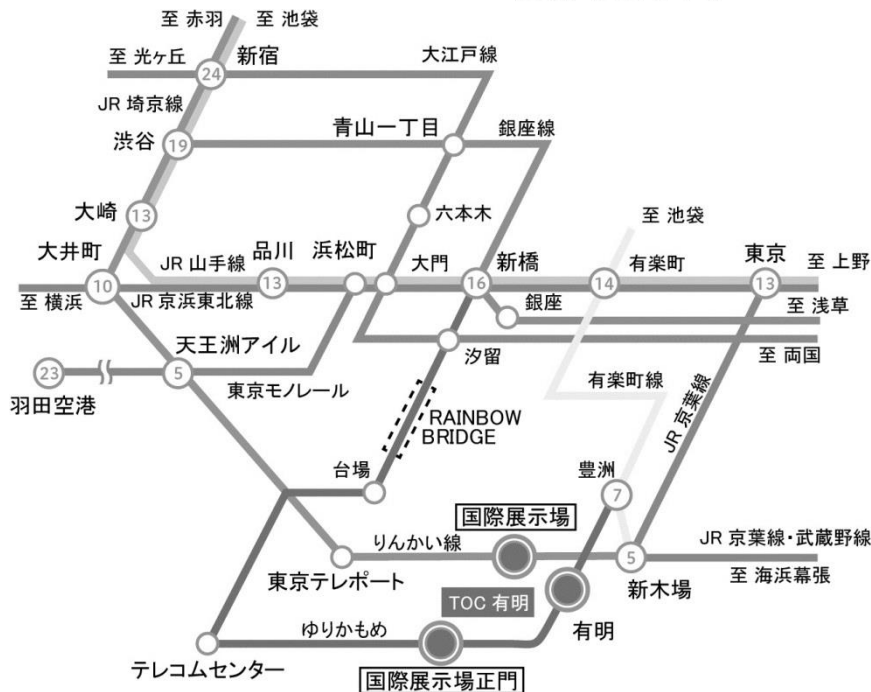 至 赤羽
至 池袋
至 光ヶ丘
新宿
大江戸線
24
JR 埼京線
渋谷
19
青山一丁目
銀座線
大崎
13
六本木
至 池袋
大井町
JR 山手線
品川
浜松町
大門
新橋
有楽町
東京
至 上野
10
13
16
14
13
至 横浜
JR 京浜東北線
銀座
至 浅草
天王洲アイル
汐留
至 両国
23
5
羽田空港
東京モノレール
有楽町線
JR 京葉線
RAINBOW
BRIDGE
台場
豊洲
7
国際展示場
りんかい線
JR 京葉線・武蔵野線
5
東京テレポート
新木場
至 海浜幕張
TOC 有明
有明
ゆりかもめ
テレコムセンター
国際展示場正門